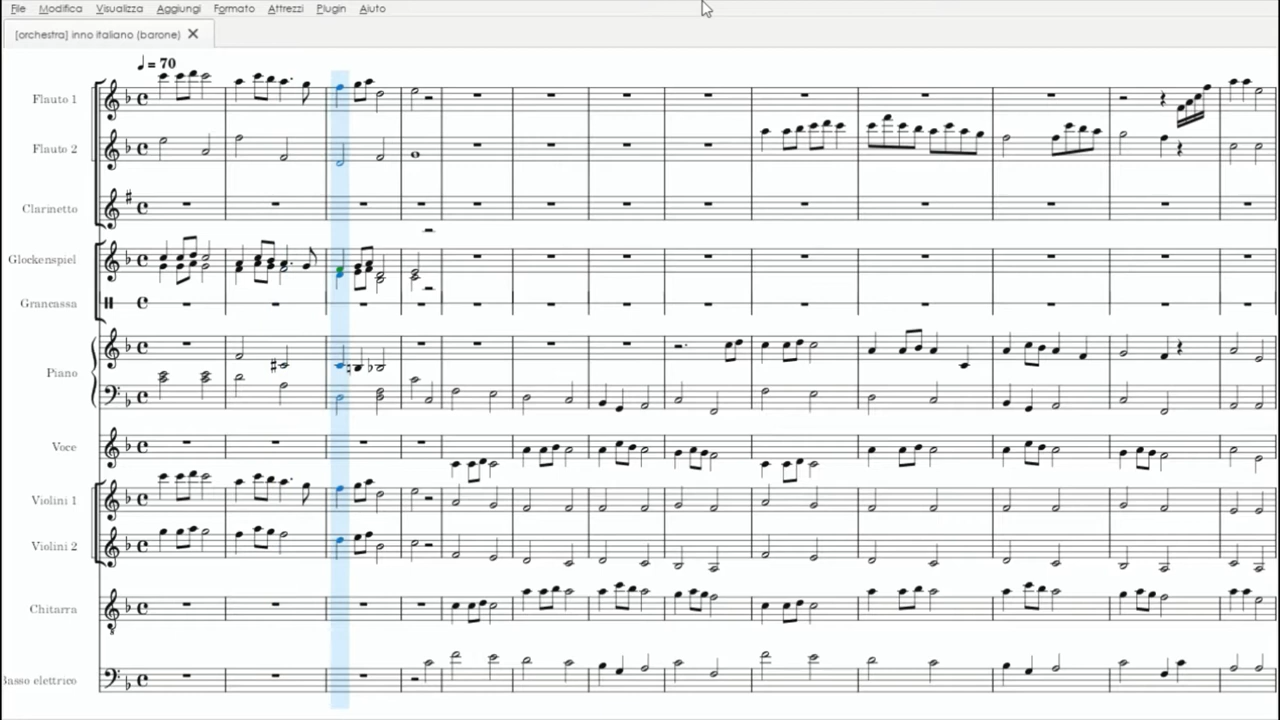 File Modifica Visualizza Aggiungi Formato Attrezzi Plugin Aiuto
[orchestra] inno italiano (barone)
= 70
Flauto 1
Flauto 2
Clarinetto
Glockenspiel
Grancassa
Piano
Voce
Violini 1
Violini 2
Chitarra
Basso elettrico